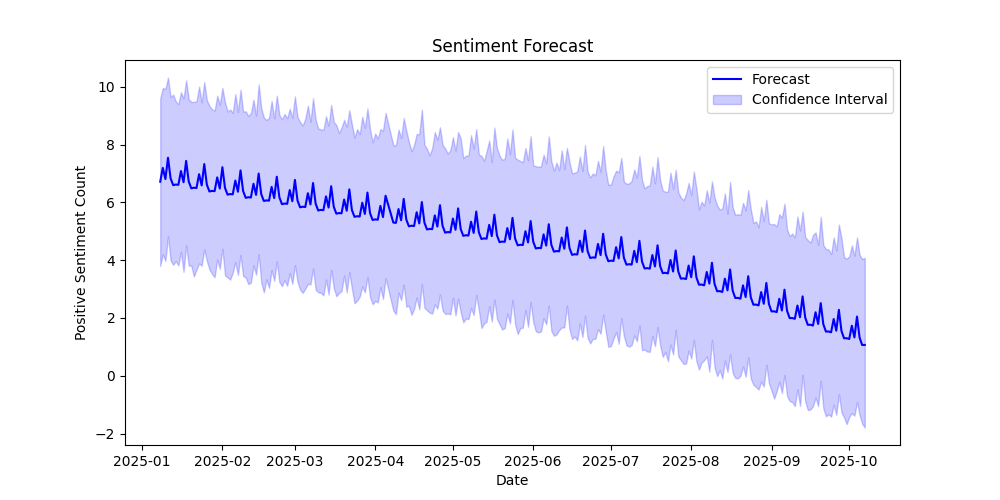 Sentiment Forecast
Forecast
Confidence Interval
Positive Sentiment Count
10
8
6
4
2
0
−2
2025-01 2025-02 2025-03 2025-04 2025-05 2025-06 2025-07 2025-08 2025-09 2025-10
Date